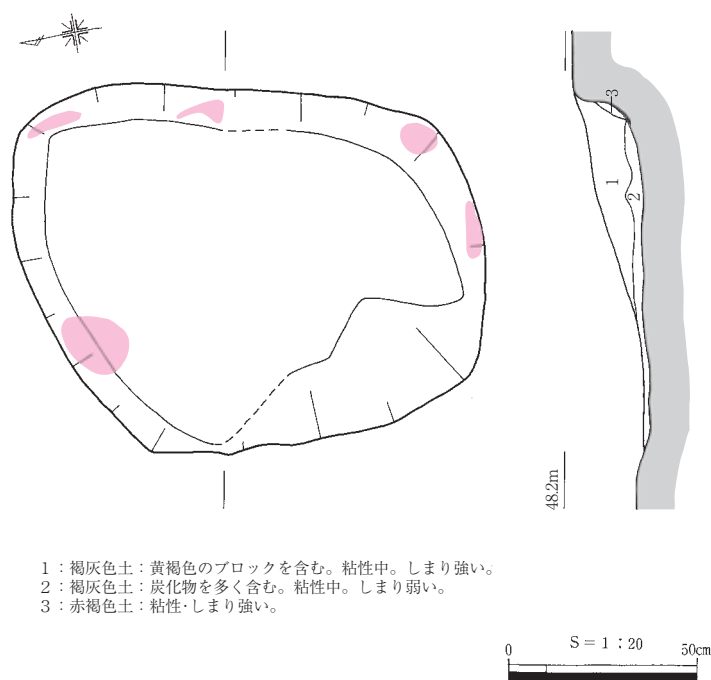 3
1
2
48.2m
1：褐灰色土：黄褐色のブロックを含む。粘性中。しまり強い。
2：褐灰色土：炭化物を多く含む。粘性中。しまり弱い。
3：赤褐色土：粘性・しまり強い。
S＝1：20
0 50cm